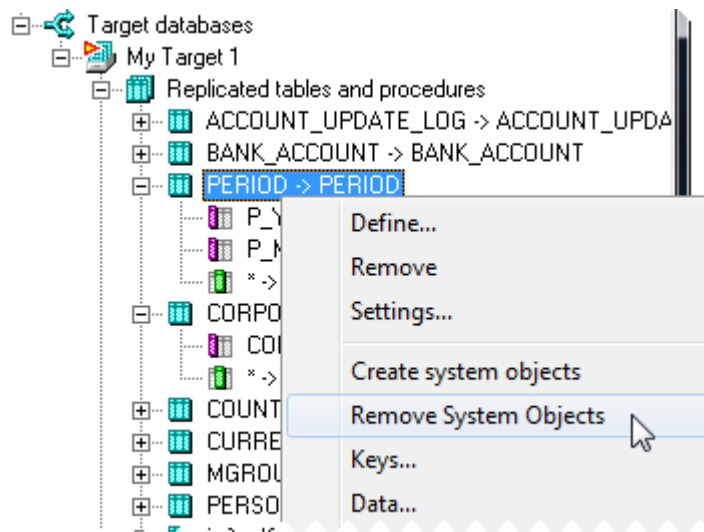 Target databases
My Target 1
Replicated tables and procedures
ACCOUNT_UPDATE_LOG -> ACCOUNT_UPDA
BANK_ACCOUNT -> BANK_ACCOUNT
PERIOD -> PERIOD
P_Y
P_M
* ->
CORPO
COI
* ->
COUNT
CURRE
MGROU
PERSO
Define...
Remove
Settings...
Create system objects
Remove System Objects
Keys...
Data...